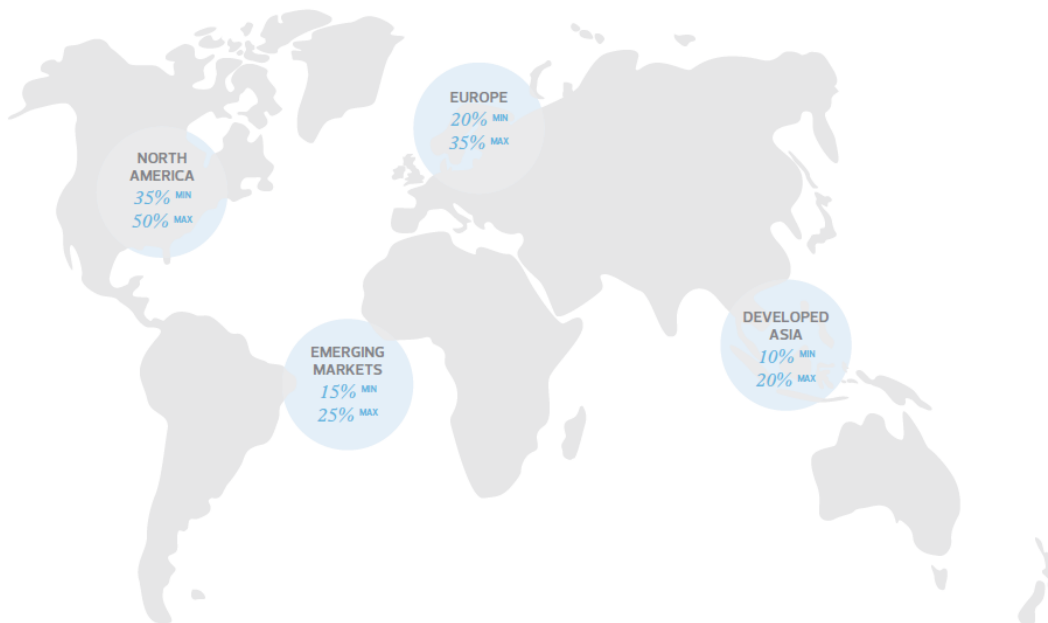 EUROPE
20% MIN
35% MAX
NORTH
AMERICA
35% MIN
50% MAX
DEVELOPED
ASIA
10% MIN
20% MAX
EMERGING
MARKETS
15% MIN
25% MAX